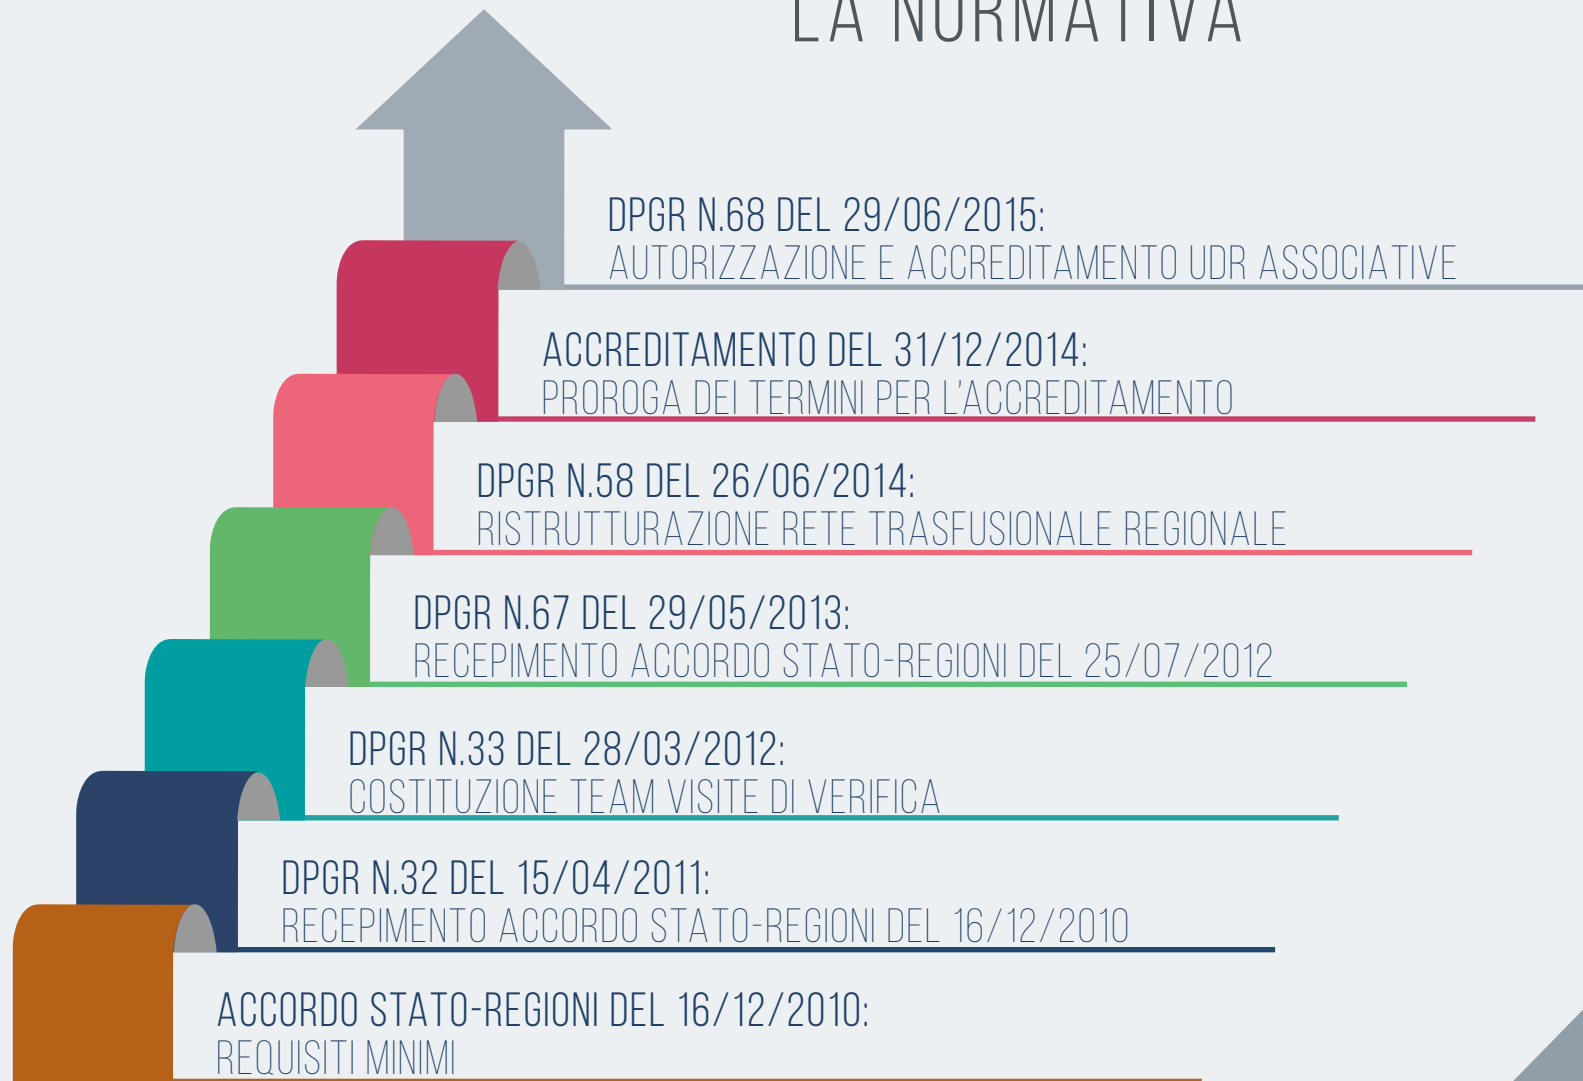 LA NORMATIVA
DPGR N.68 DEL 29/06/2015:
AUTORIZZAZIONE E ACCREDITAMENTO UDR ASSOCIATIVE
ACCREDITAMENTO DEL 31/12/2014:
PROROGA DEI TERMINI PER L'ACCREDITAMENTO
DPGR N.58 DEL 26/06/2014:
RISTRUTTURAZIONE RETE TRASFUSIONALE REGIONALE
DPGR N.67 DEL 29/05/2013:
RECEPIMENTO ACCORDO STATO-REGIONI DEL 25/07/2012
DPGR N.33 DEL 28/03/2012:
COSTITUZIONE TEAM VISITE DI VERIFICA
DPGR N.32 DEL 15/04/2011:
RECEPIMENTO ACCORDO STATO-REGIONI DEL 16/12/2010
ACCORDO STATO-REGIONI DEL 16/12/2010:
REQUISITI MINIMI